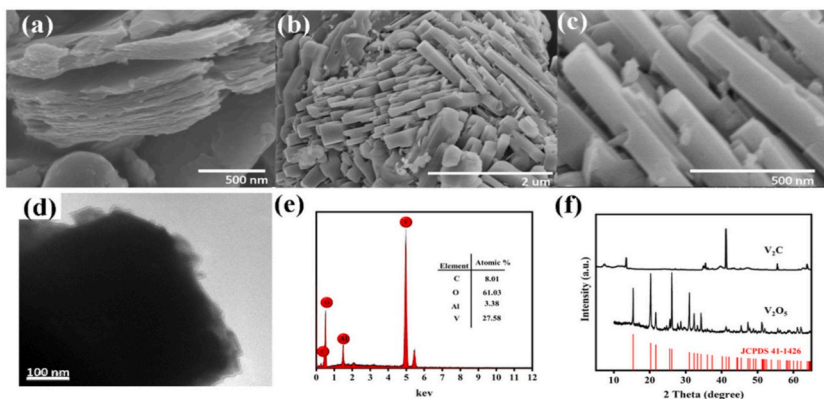 (a)
500 nm
(b)
2 um
(c)
500 nm
(d)
100 nm
(e)
Element Atomic %
C 8.01
O 61.03
Al 3.38
V 27.58
0 1 2 3 4 5 6 7 8 9 10 12
kev
(f)
Intensity (a.u.)
V₂C
V₂O₅
JCPDS 41-1426
10 20 30 40 50 60
2 Theta (degree)